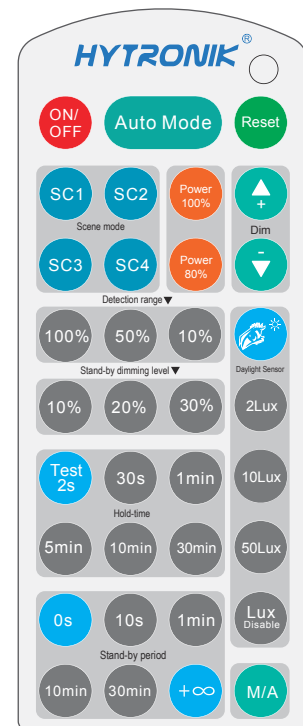 HYTRONIK®
ON/
OFF
Auto Mode
Reset
SC1
SC2
Power
100%
+
Scene mode
Dim
SC3
SC4
Power
80%
-
Detection range▼
100%
50%
10%
Stand-by dimming level▼
Daylight Sensor
10%
20%
30%
2Lux
Test
2s
30s
1min
10Lux
Hold-time
5min
10min
30min
50Lux
0s
10s
1min
Lux
Disable
Stand-by period
10min
30min
+∞
M/A